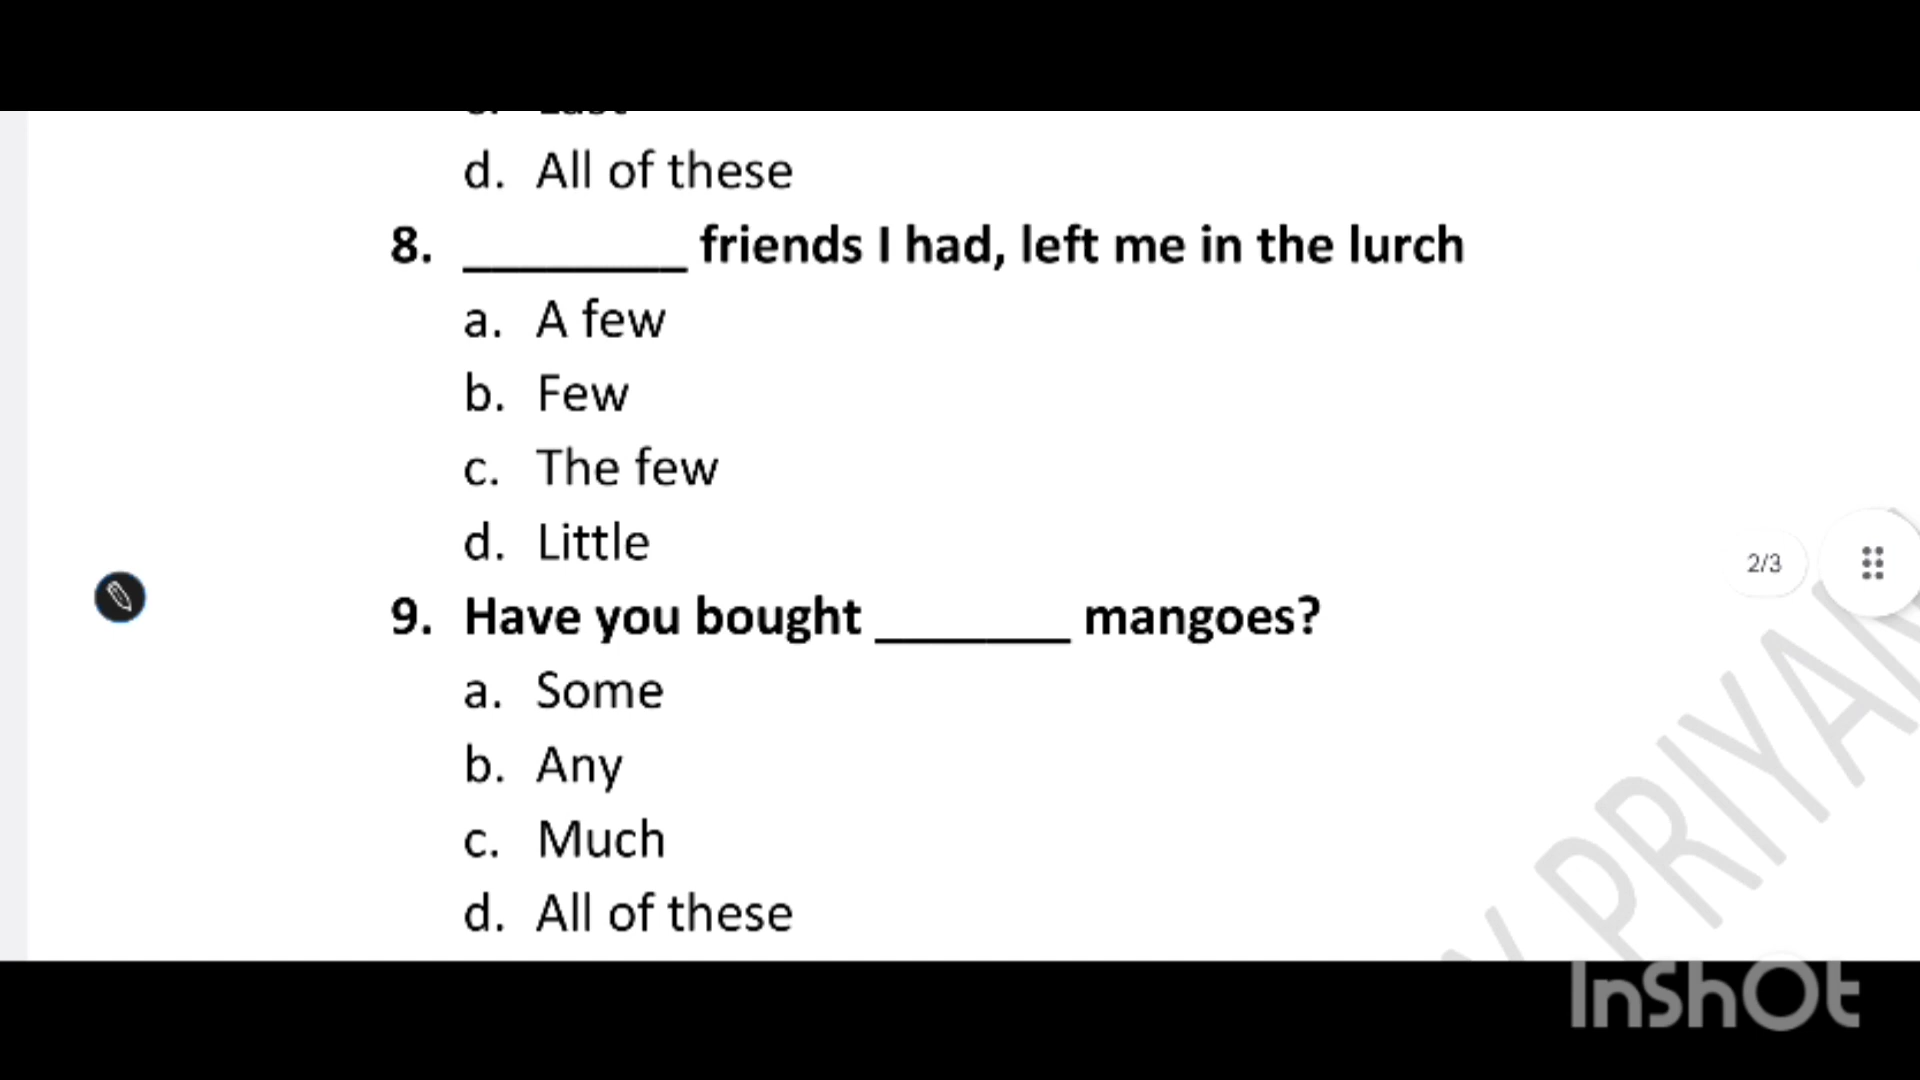 d. All of these
8. ________ friends I had, left me in the lurch
a. A few
b. Few
c. The few
d. Little
9. Have you bought _______ mangoes?
a. Some
b. Any
c. Much
d. All of these
2/3
InShOt